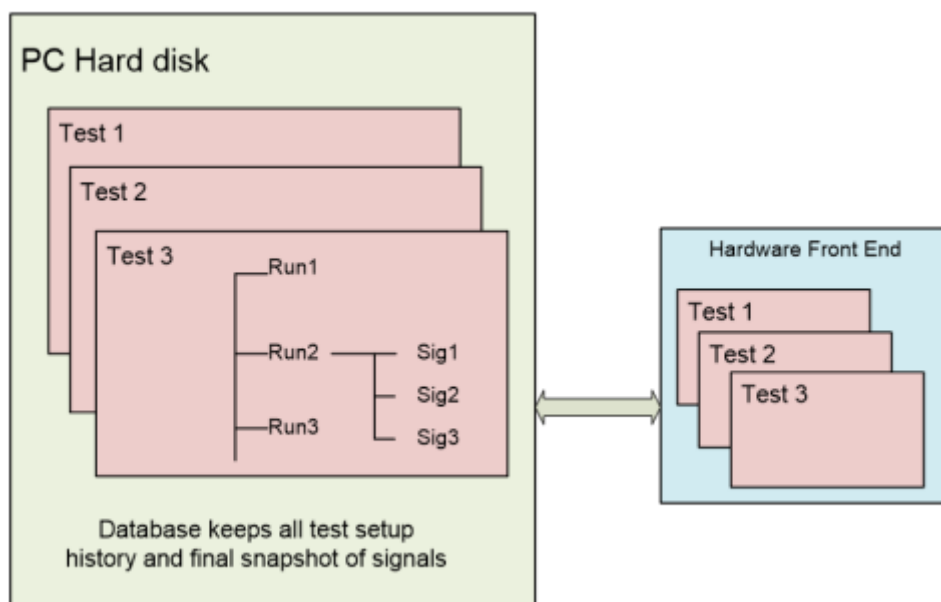 PC Hard disk
Test 1
Test 2
Test 3
Run1
Run2
Sig1
Sig2
Run3
Sig3
Database keeps all test setup
history and final snapshot of signals
Hardware Front End
Test 1
Test 2
Test 3